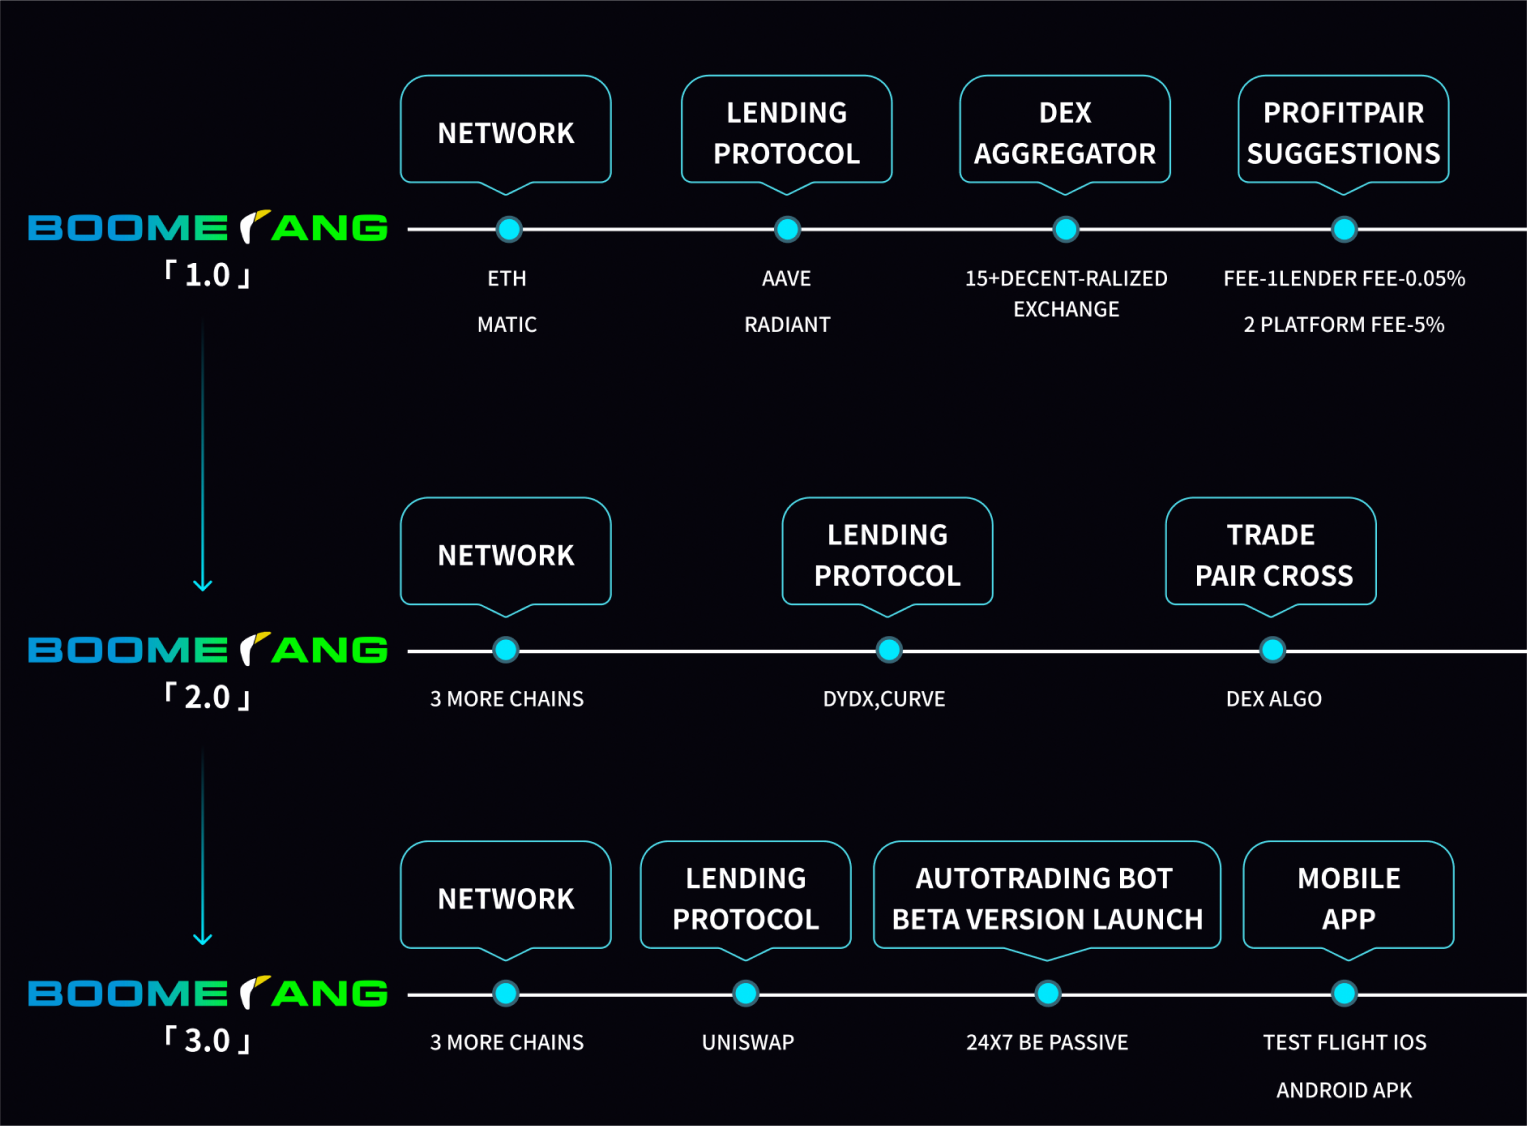 NETWORK
LENDING
PROTOCOL
DEX
AGGREGATOR
PROFITPAIR
SUGGESTIONS
BOOMERANG
「 1.0 」
ETH
MATIC
AAVE
RADIANT
15+DECENT-RALIZED
EXCHANGE
FEE-1LENDER FEE-0.05%
2 PLATFORM FEE-5%
NETWORK
LENDING
PROTOCOL
TRADE
PAIR CROSS
BOOMERANG
「 2.0 」
3 MORE CHAINS
DYDX,CURVE
DEX ALGO
NETWORK
LENDING
PROTOCOL
AUTOTRADING BOT
BETA VERSION LAUNCH
MOBILE
APP
BOOMERANG
「 3.0 」
3 MORE CHAINS
UNISWAP
24X7 BE PASSIVE
TEST FLIGHT IOS
ANDROID APK